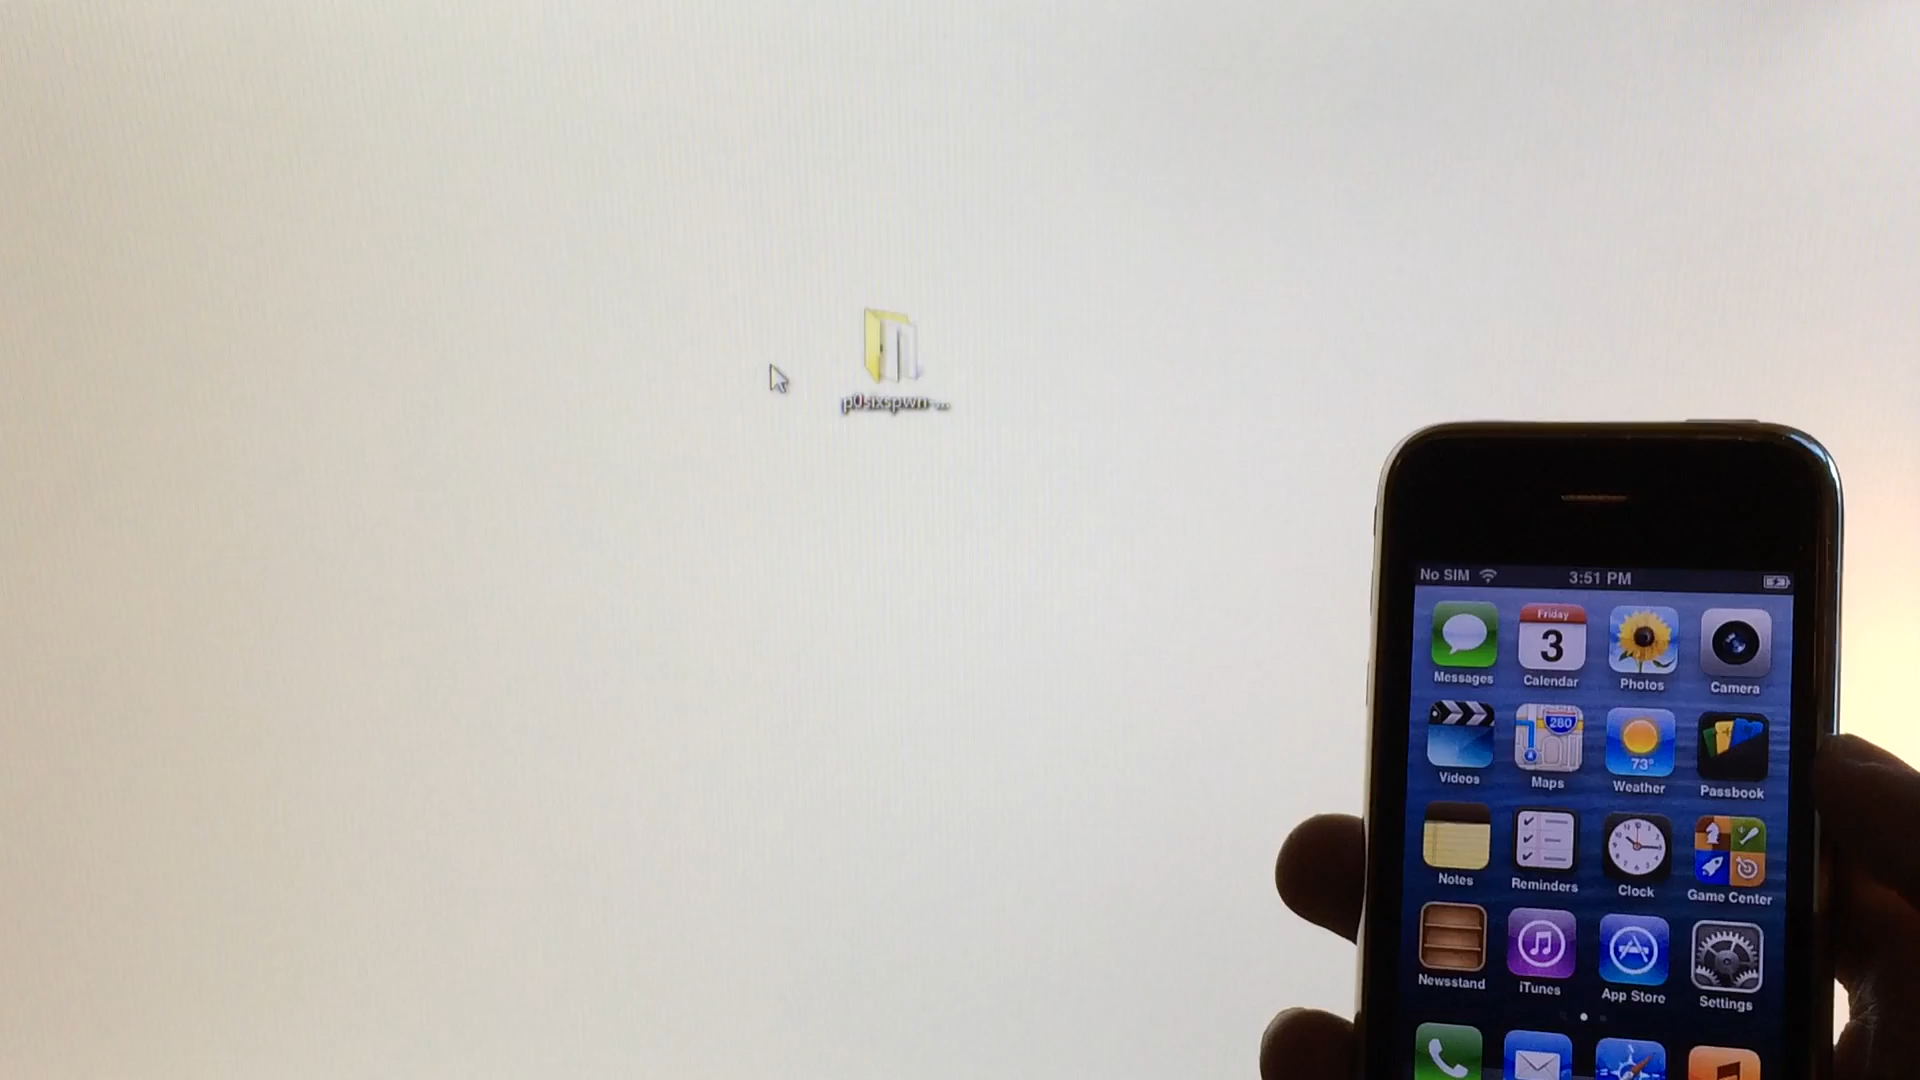 p0sixspwn-...
No SIM 3:51 PM
Friday
3
280
73°
Messages Calendar Photos Camera
Videos Maps Weather Passbook
Notes Reminders Clock Game Center
Newsstand iTunes App Store Settings